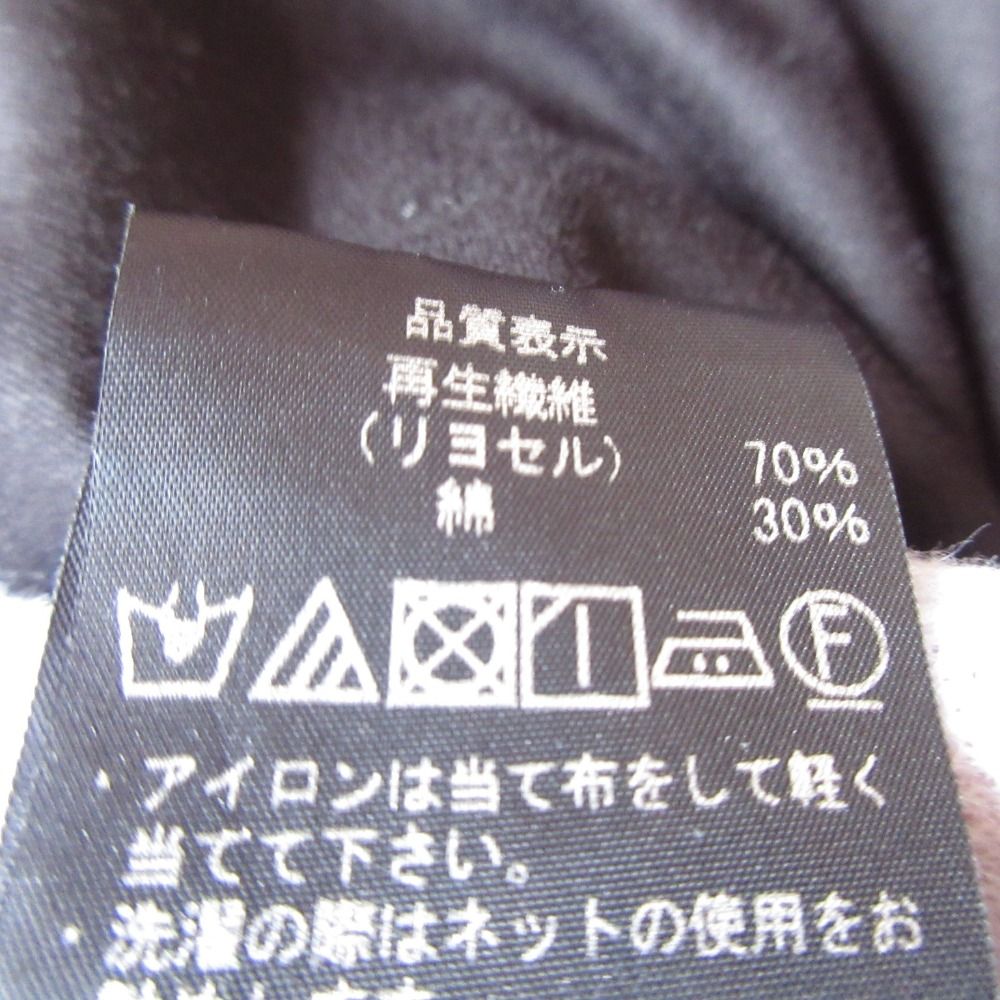 品質表示
再生繊維
(リヨセル) 70%
綿 30%
F
・アイロンは当て布をして軽く
当てて下さい。
・洗濯の際はネットの使用をお